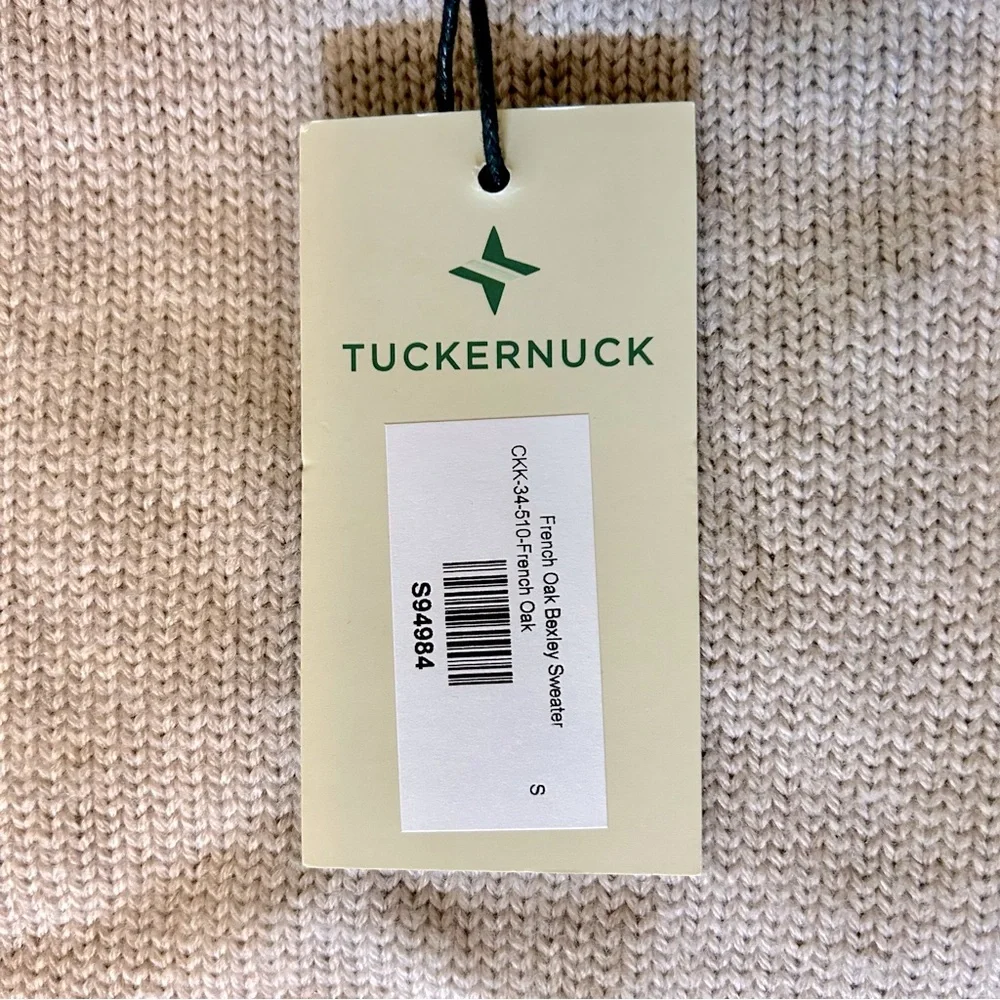 TUCKERNUCK
French Oak Bexley Sweater
CKK-34-510-French Oak
S
S94984